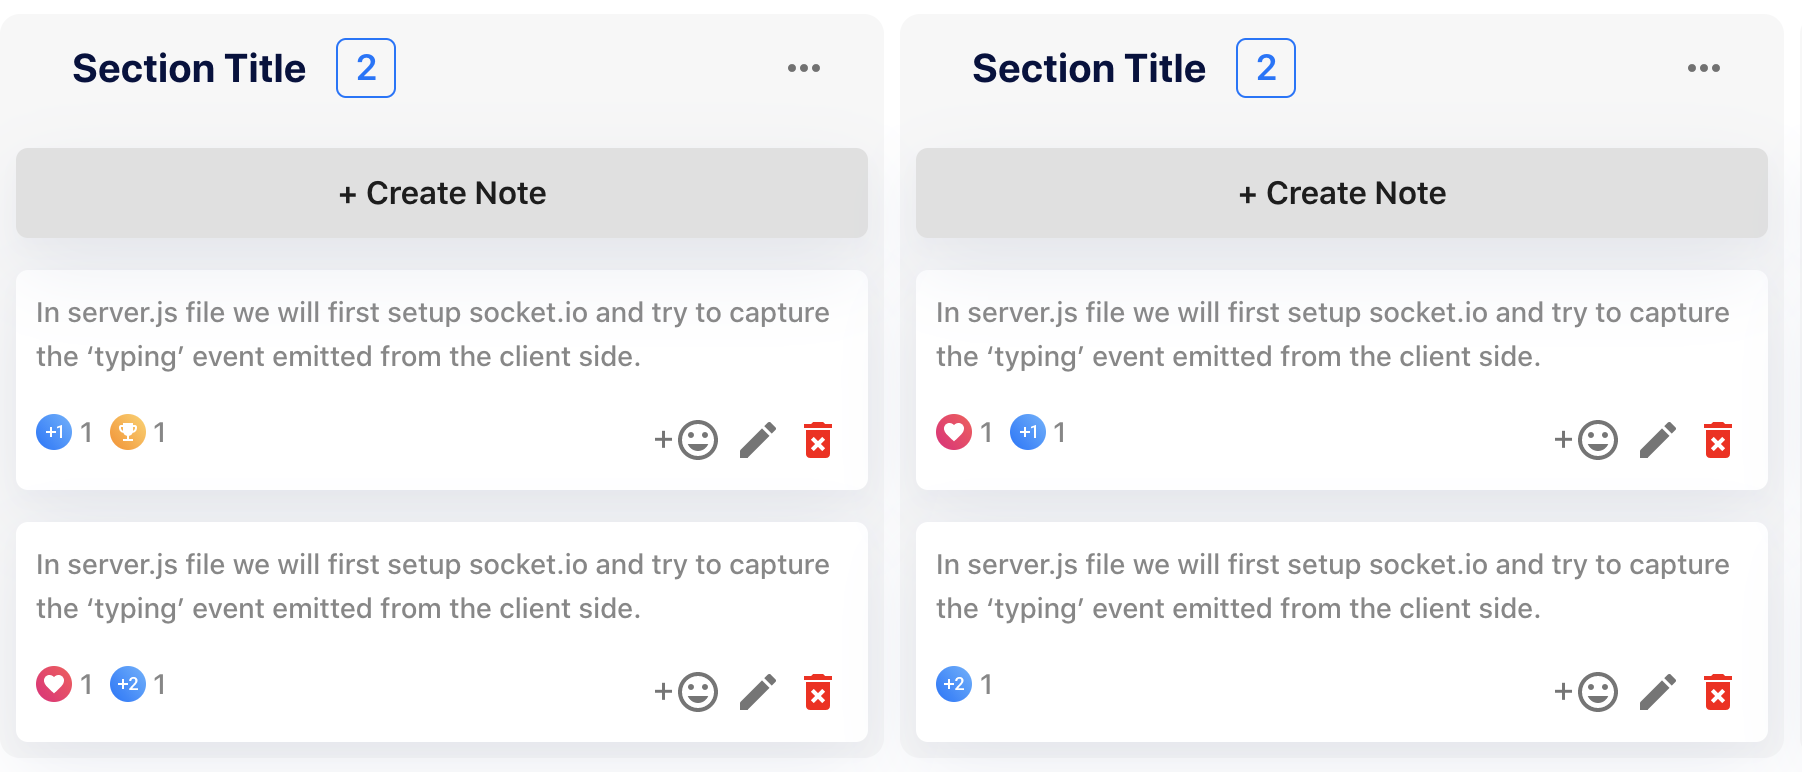 Section Title 2
+ Create Note
In server.js file we will first setup socket.io and try to capture
the ‘typing’ event emitted from the client side.
+1 1 1
+
In server.js file we will first setup socket.io and try to capture
the ‘typing’ event emitted from the client side.
1 +2 1
+
Section Title 2
+ Create Note
In server.js file we will first setup socket.io and try to capture
the ‘typing’ event emitted from the client side.
1 +1 1
+
In server.js file we will first setup socket.io and try to capture
the ‘typing’ event emitted from the client side.
+2 1
+